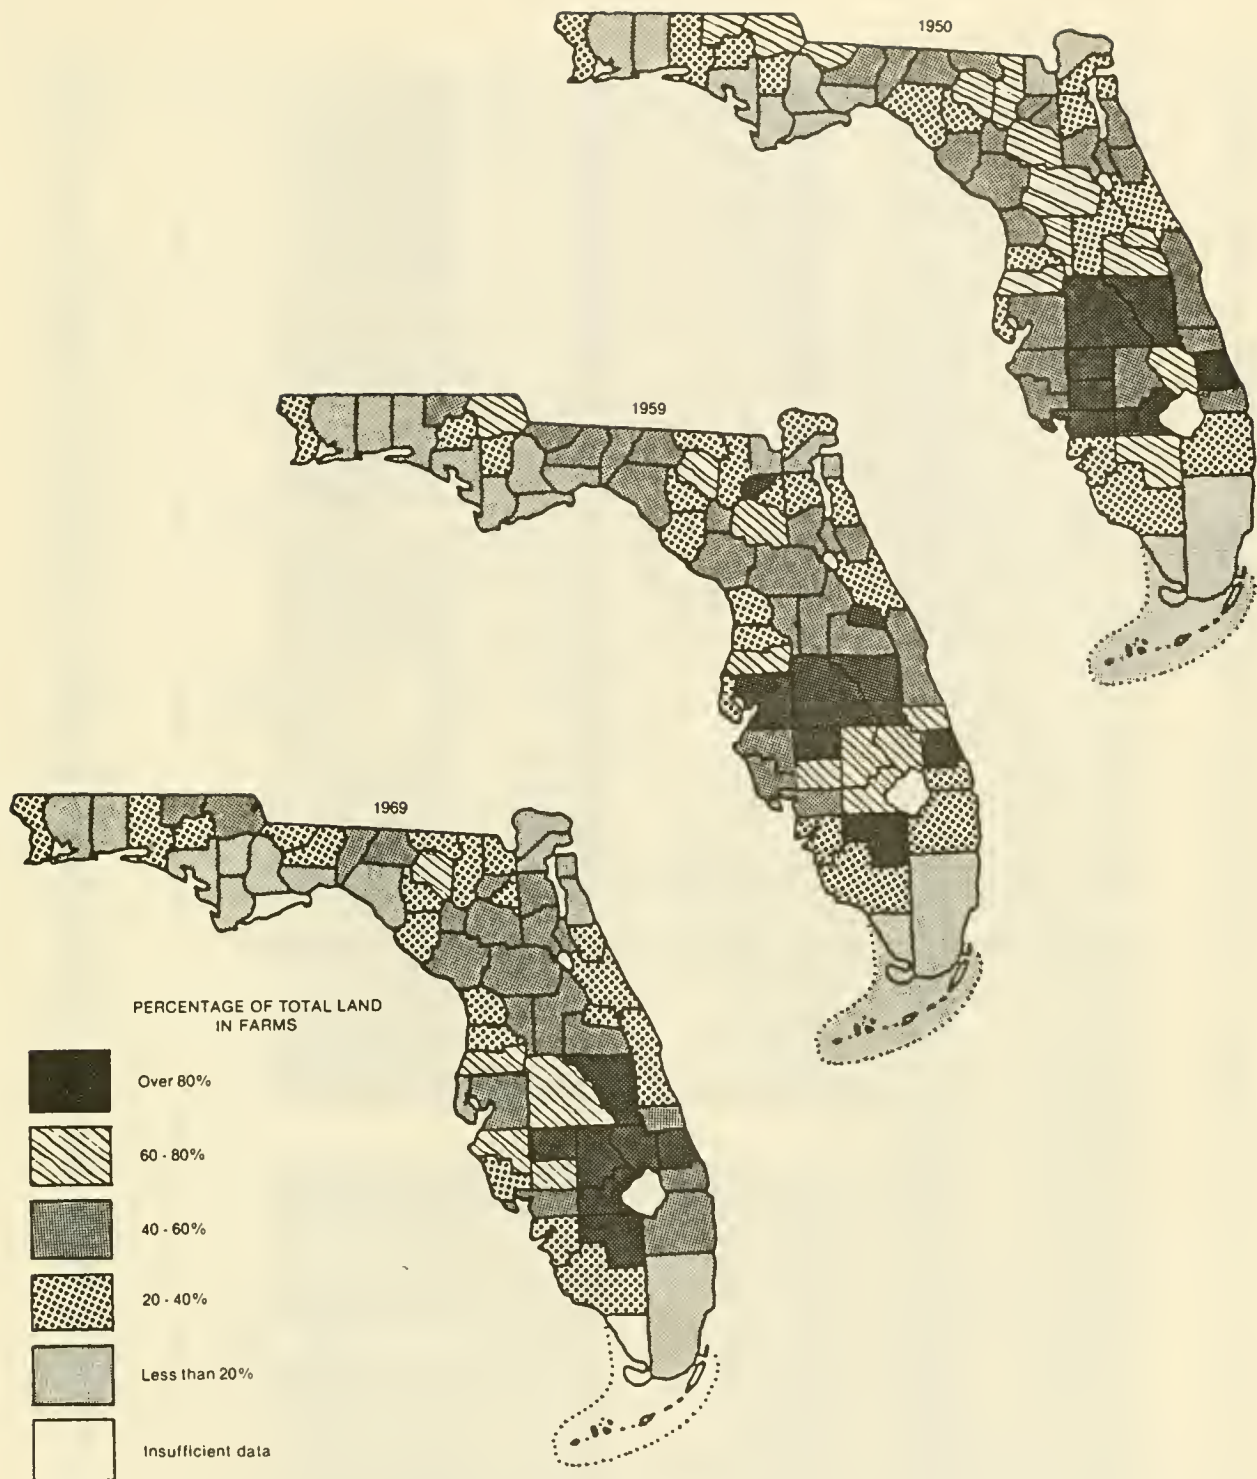 1950
1959
1969
PERCENTAGE OF TOTAL LAND
IN FARMS
Over 80%
60 - 80%
40 - 60%
20 - 40%
Less than 20%
Insufficient data